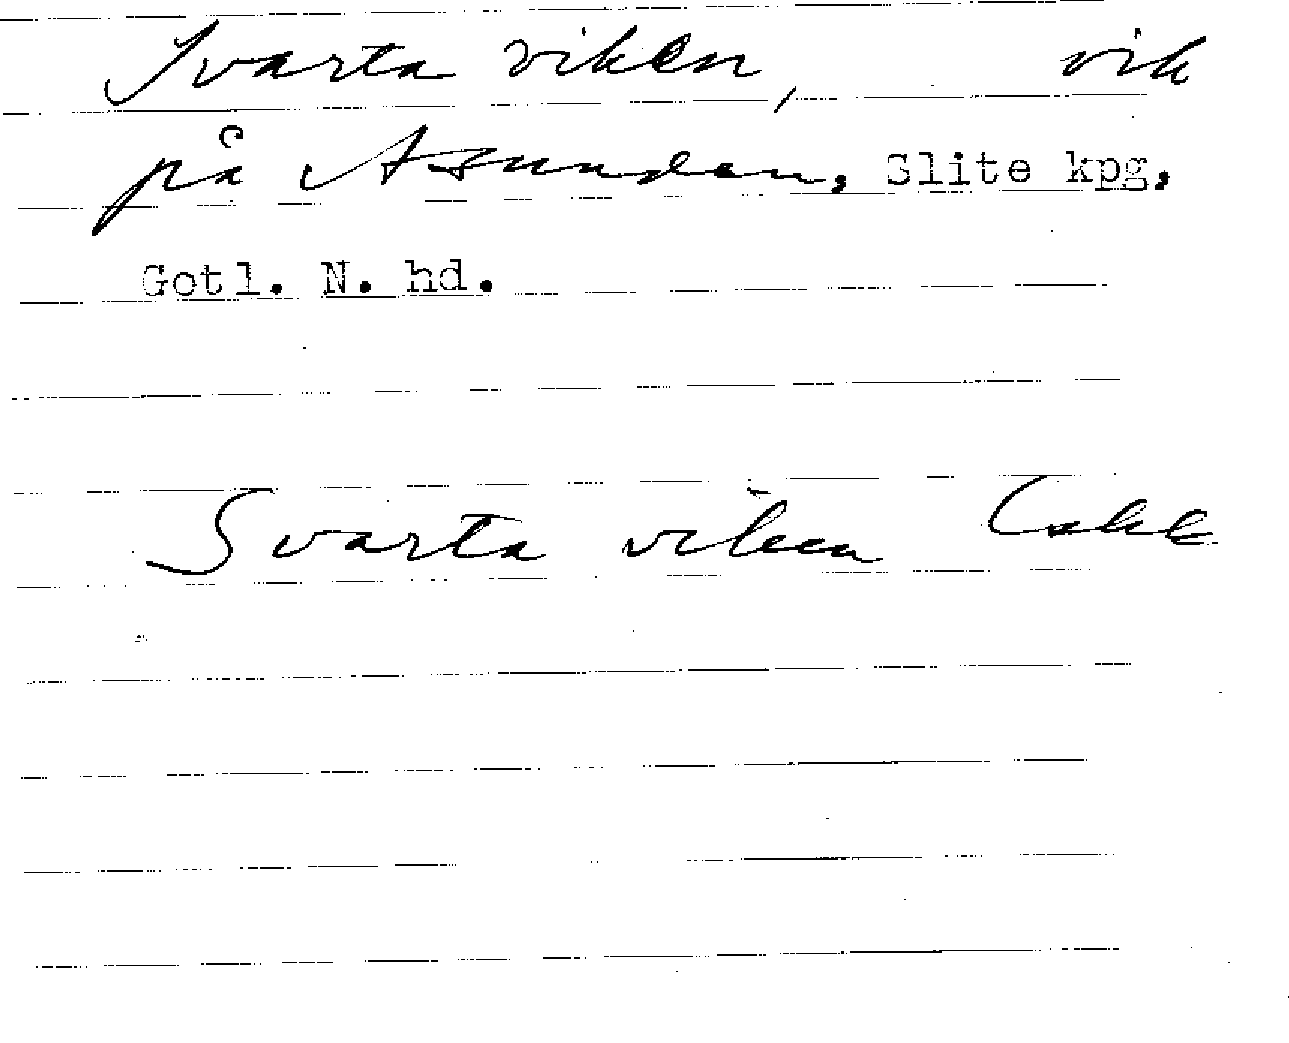 Svarta viken, vik
på Asunden, Slite kpg,
Gotl. N. hd.
Svarta viken